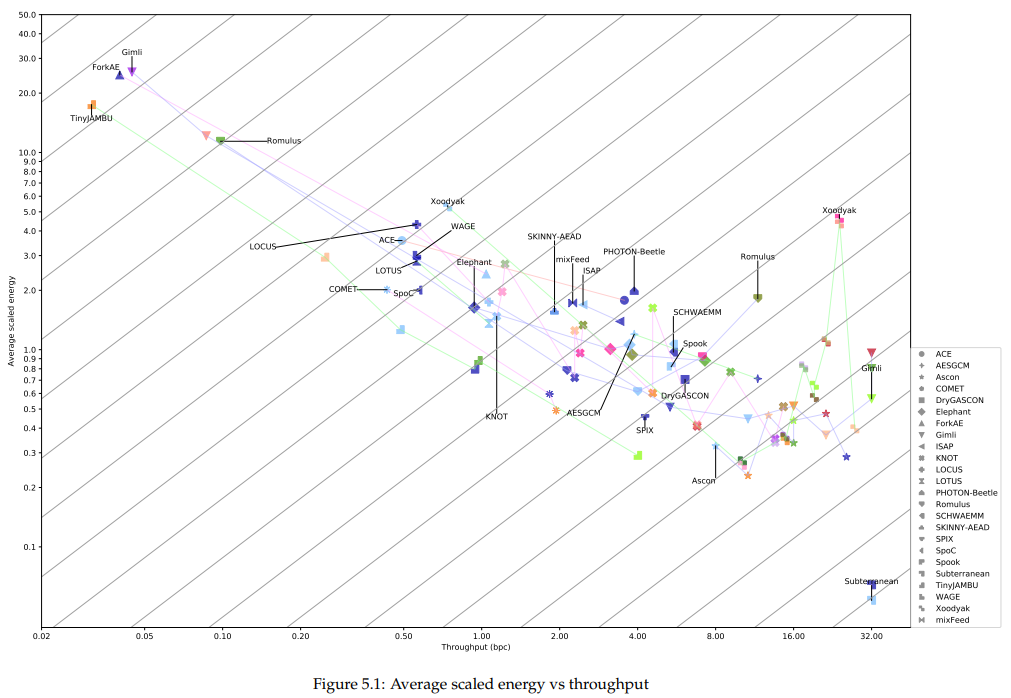 50.0
40.0
30.0
20.0
10.0
9.0
8.0
7.0
6.0
5.0
4.0
3.0
2.0
1.0
0.9
0.8
0.7
0.6
0.5
0.4
0.3
0.2
0.1
Average scaled energy
Gimli
ForkAE
TinyJAMBU
Romulus
Xoodyak
Xoodyak
WAGE
SKINNY-AEAD
ACE
LOCUS
PHOTON-Beetle
Romulus
mixFeed
Elephant
LOTUS
ISAP
COMET
SpoC
SCHWAEMM
Spook
Gimli
DryGASCON
AESGCM
KNOT
SPIX
Ascon
Subterranean
0.02
0.05
0.10
0.20
0.50
1.00
2.00
4.00
8.00
16.00
32.00
Throughput (bpc)
ACE
AESGCM
Ascon
COMET
DryGASCON
Elephant
ForkAE
Gimli
ISAP
KNOT
LOCUS
LOTUS
PHOTON-Beetle
Romulus
SCHWAEMM
SKINNY-AEAD
SPIX
SpoC
Spook
Subterranean
TinyJAMBU
WAGE
Xoodyak
mixFeed
Figure 5.1: Average scaled energy vs throughput